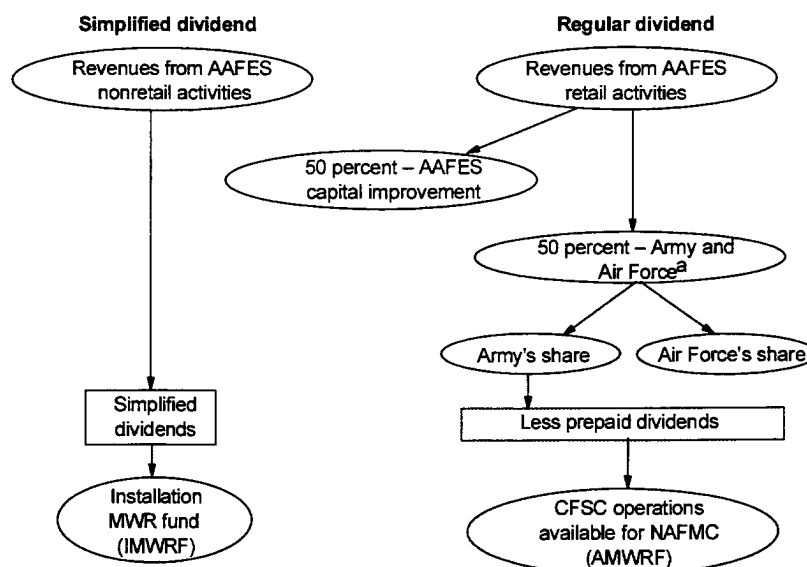 Simplified dividend
Revenues from AAFES
nonretail activities
Simplified
dividends
Installation
MWR fund
(IMWRF)
Regular dividend
Revenues from AAFES
retail activities
50 percent – AAFES
capital improvement
50 percent – Army and
Air Force^a
Army's share
Air Force's share
Less prepaid dividends
CFSC operations
available for NAFMC
(AMWRF)